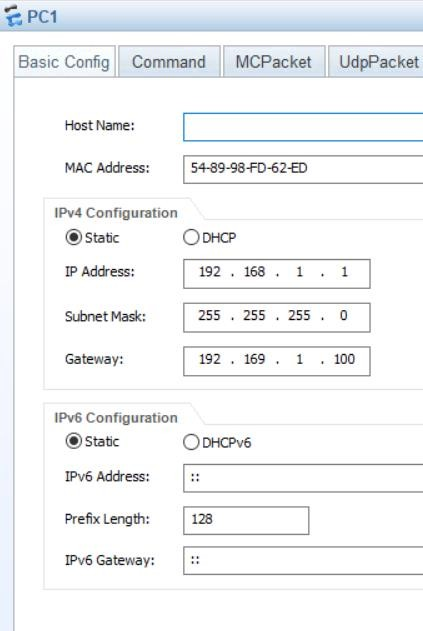 PC1
Basic Config Command MCPacket UdpPacket
Host Name:
MAC Address: 54-89-98-FD-62-ED
IPv4 Configuration
Static DHCP
IP Address: 192 . 168 . 1 . 1
Subnet Mask: 255 . 255 . 255 . 0
Gateway: 192 . 169 . 1 . 100
IPv6 Configuration
Static DHCPv6
IPv6 Address: ::
Prefix Length: 128
IPv6 Gateway: ::